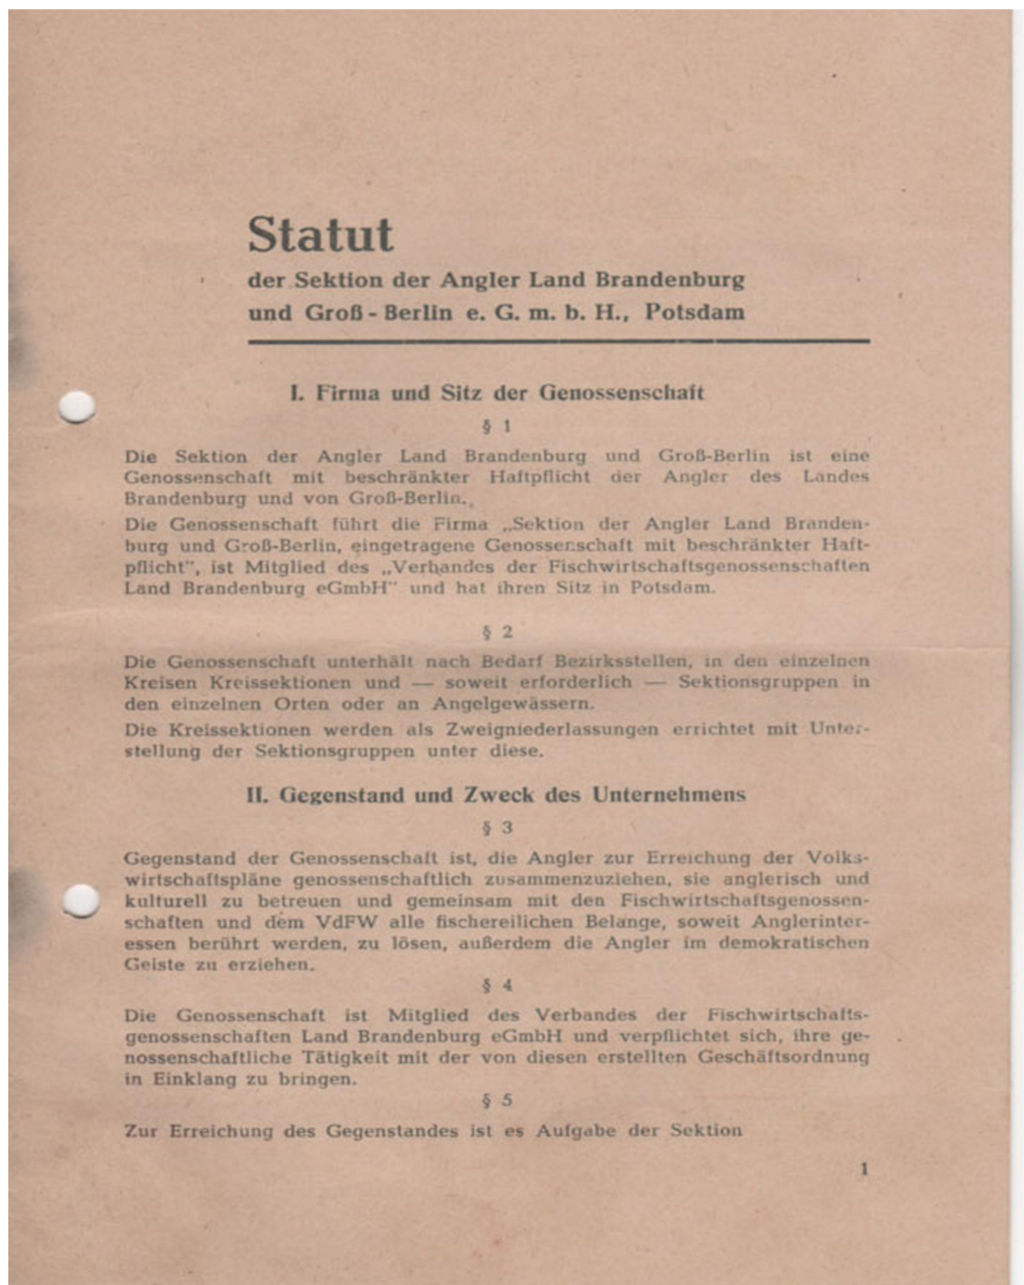 Statut
der Sektion der Angler Land Brandenburg
und Groß-Berlin e. G. m. b. H., Potsdam
I. Firma und Sitz der Genossenschaft
§ 1
Die Sektion der Angler Land Brandenburg und Groß-Berlin ist eine
Genossenschaft mit beschränkter Haftpflicht der Angler des Landes
Brandenburg und von Groß-Berlin.
Die Genossenschaft führt die Firma „Sektion der Angler Land Branden-
burg und Groß-Berlin, eingetragene Genossenschaft mit beschränkter Haft-
pflicht", ist Mitglied des „Verbandes der Fischwirtschaftsgenossenschaften
Land Brandenburg eGmbH" und hat ihren Sitz in Potsdam.
§ 2
Die Genossenschaft unterhält nach Bedarf Bezirksstellen, in den einzelnen
Kreisen Kreissektionen und — soweit erforderlich — Sektionsgruppen in
den einzelnen Orten oder an Angelgewässern.
Die Kreissektionen werden als Zweigniederlassungen errichtet mit Unter-
stellung der Sektionsgruppen unter diese.
II. Gegenstand und Zweck des Unternehmens
§ 3
Gegenstand der Genossenschaft ist, die Angler zur Erreichung der Volks-
wirtschaftspläne genossenschaftlich zusammenzuziehen, sie anglerisch und
kulturell zu betreuen und gemeinsam mit den Fischwirtschaftsgenossen-
schaften und dem VdFW alle fischereilichen Belange, soweit Anglerinter-
essen berührt werden, zu lösen, außerdem die Angler im demokratischen
Geiste zu erziehen.
§ 4
Die Genossenschaft ist Mitglied des Verbandes der Fischwirtschafts-
genossenschaften Land Brandenburg eGmbH und verpflichtet sich, ihre ge-
nossenschaftliche Tätigkeit mit der von diesen erstellten Geschäftsordnung
in Einklang zu bringen.
§ 5
Zur Erreichung des Gegenstandes ist es Aufgabe der Sektion
1